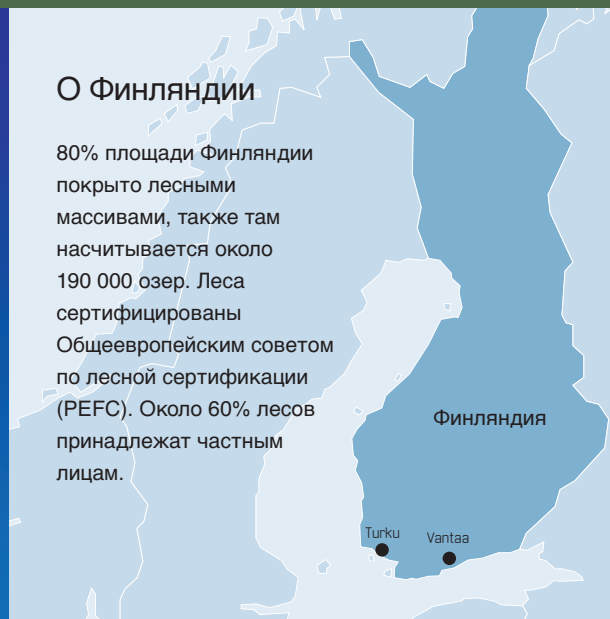 О Финляндии
80% площади Финляндии
покрыто лесными
массивами, также там
насчитывается около
190 000 озер. Леса
сертифицированы
Общеевропейским советом
по лесной сертификации
(PEFC). Около 60% лесов
принадлежат частным
лицам.
Финляндия
Turku
Vantaa